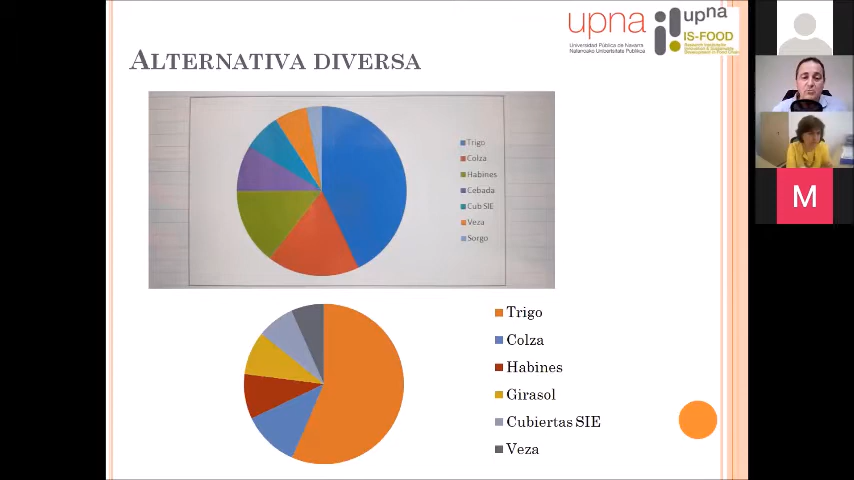 upna
Universidad Pública de Navarra
Nafarroako Unibertsitate Publikoa
upna
IS-FOOD
ALTERNATIVA DIVERSA
Trigo
Colza
Habines
Cebada
Cub SIE
Veza
Sorgo
Trigo
Colza
Habines
Girasol
Cubiertas SIE
Veza
M